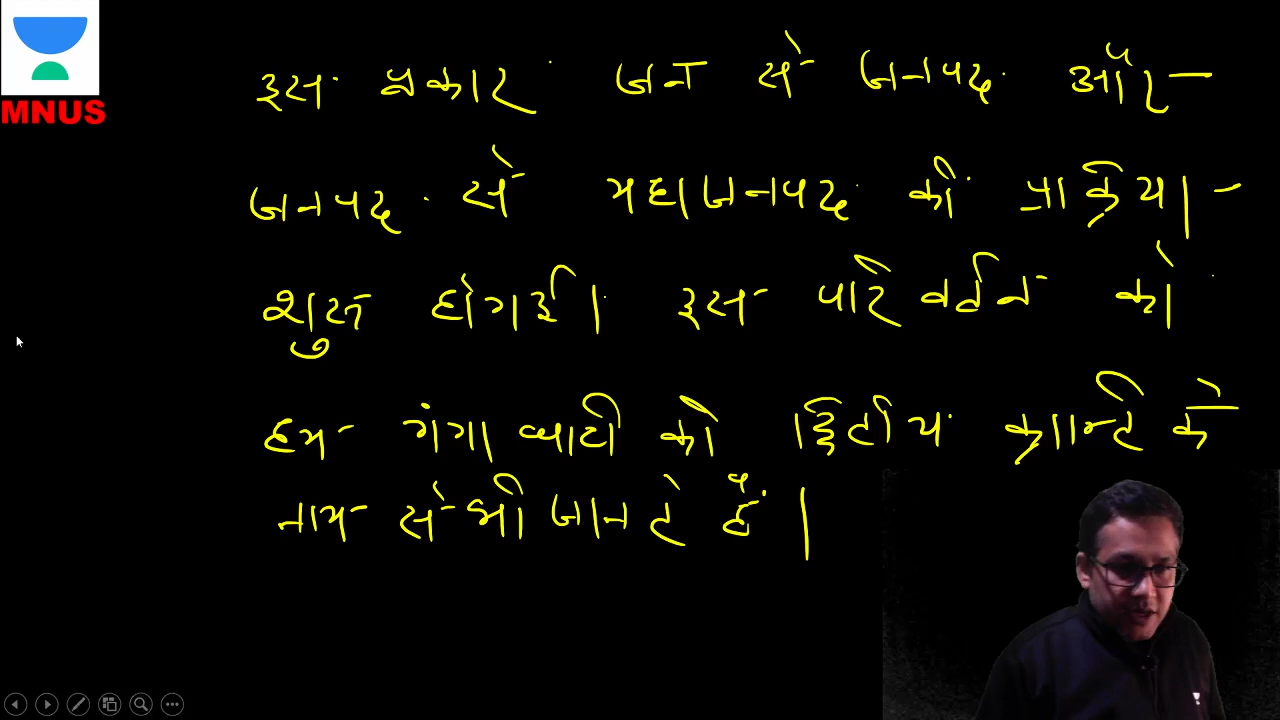 MNUS
इस प्रकार जन से जनपद और
जनपद से महाजनपद की प्रक्रिया
शुरू होगई। इस परिवर्तन को
हम गंगा घाटी की द्वितीय क्रान्ति के
नाम से भी जानते हैं।